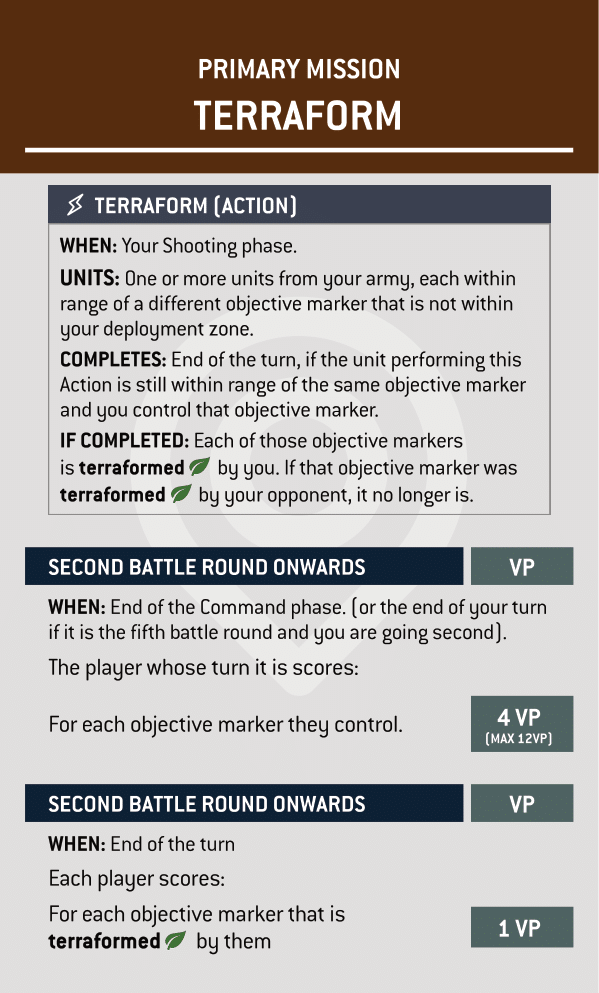 PRIMARY MISSION
TERRAFORM
TERRAFORM (ACTION)
WHEN: Your Shooting phase.
UNITS: One or more units from your army, each within
range of a different objective marker that is not within
your deployment zone.
COMPLETES: End of the turn, if the unit performing this
Action is still within range of the same objective marker
and you control that objective marker.
IF COMPLETED: Each of those objective markers
is terraformed by you. If that objective marker was
terraformed by your opponent, it no longer is.
SECOND BATTLE ROUND ONWARDS VP
WHEN: End of the Command phase. (or the end of your turn
if it is the fifth battle round and you are going second).
The player whose turn it is scores:
For each objective marker they control. 4 VP
(MAX 12VP)
SECOND BATTLE ROUND ONWARDS VP
WHEN: End of the turn
Each player scores:
For each objective marker that is
terraformed by them 1 VP